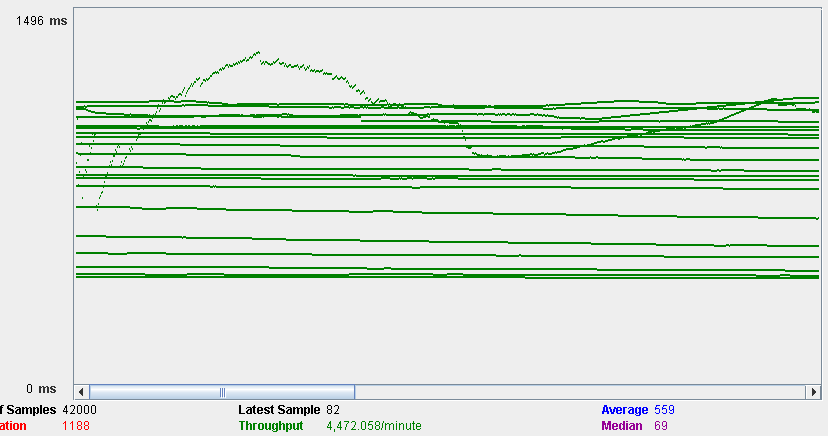 1496 ms
0 ms
f Samples 42000 Latest Sample 82 Average 559
ation 1188 Throughput 4,472.058/minute Median 69